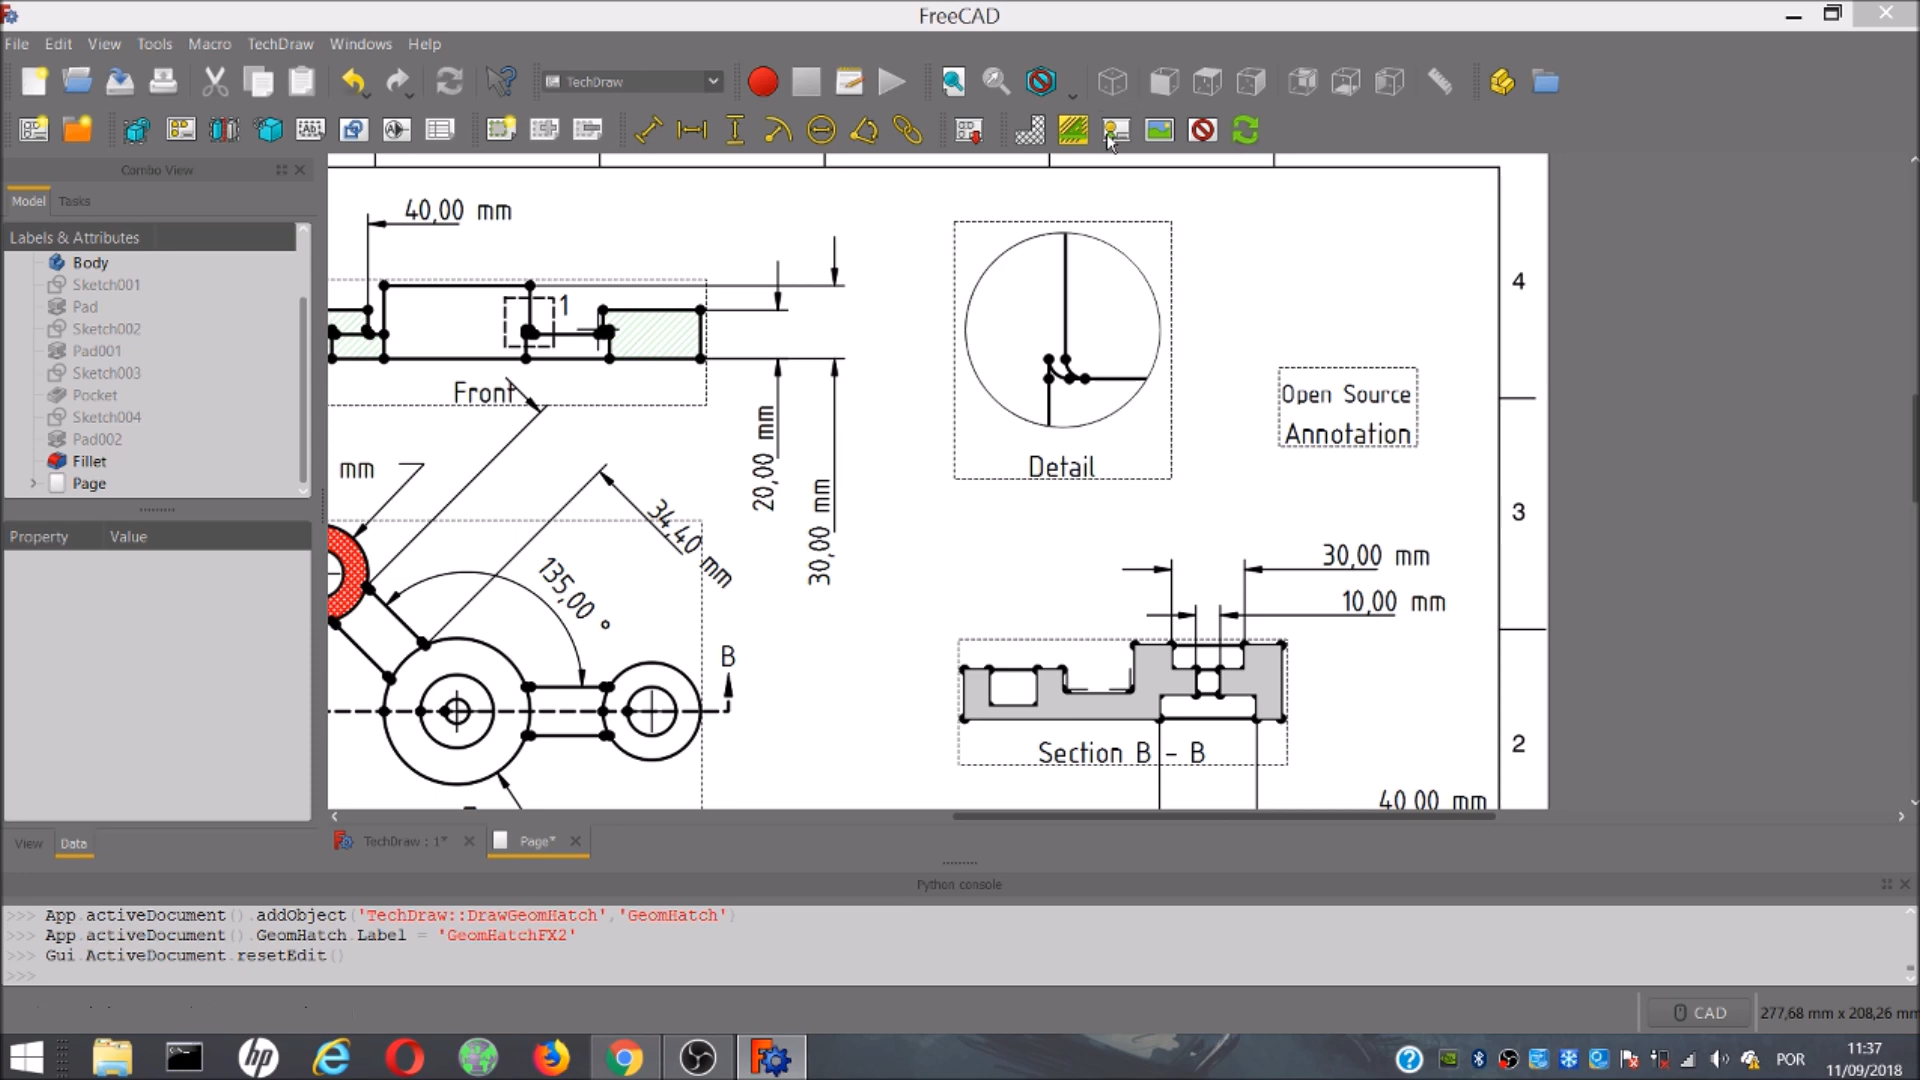 FreeCAD
File Edit View Tools Macro TechDraw Windows Help
TechDraw
Combo View
Model Tasks
Labels & Attributes
Body
Sketch001
Pad
Sketch002
Pad001
Sketch003
Pocket
Sketch004
Pad002
Fillet
Page
Property Value
View Data
40,00 mm
1
Front
mm
34,40 mm
135,00 °
20,00 mm
30,00 mm
B
Detail
Open Source
Annotation
4
3
2
30,00 mm
10,00 mm
Section B - B
40,00 mm
TechDraw : 1*
Page*
Python console
>>> App.activeDocument().addObject('TechDraw::DrawGeomHatch','GeomHatch')
>>> App.activeDocument().GeomHatch.Label = 'GeomHatchFX2'
>>> Gui.ActiveDocument.resetEdit()
>>>
CAD
277,68 mm x 208,26 mm
hp
POR
11:37
11/09/2018